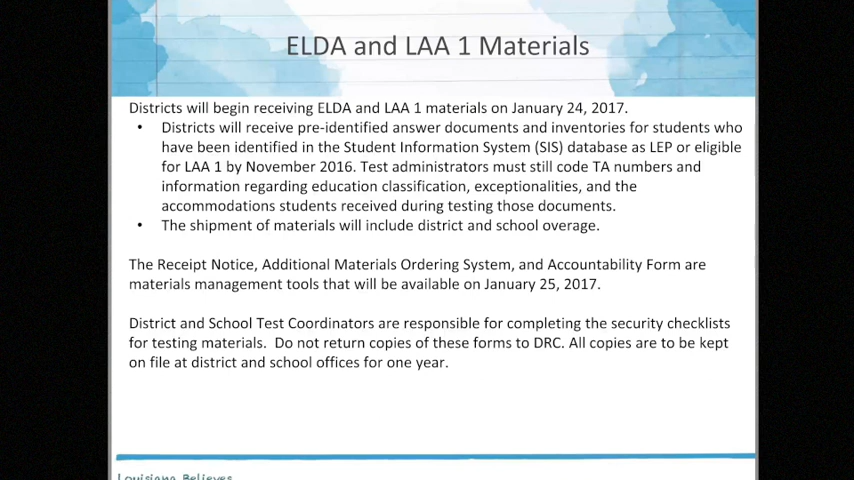 ELDA and LAA 1 Materials
Districts will begin receiving ELDA and LAA 1 materials on January 24, 2017.
• Districts will receive pre-identified answer documents and inventories for students who
have been identified in the Student Information System (SIS) database as LEP or eligible
for LAA 1 by November 2016. Test administrators must still code TA numbers and
information regarding education classification, exceptionalities, and the
accommodations students received during testing those documents.
• The shipment of materials will include district and school overage.
The Receipt Notice, Additional Materials Ordering System, and Accountability Form are
materials management tools that will be available on January 25, 2017.
District and School Test Coordinators are responsible for completing the security checklists
for testing materials. Do not return copies of these forms to DRC. All copies are to be kept
on file at district and school offices for one year.
Louisiana Believes